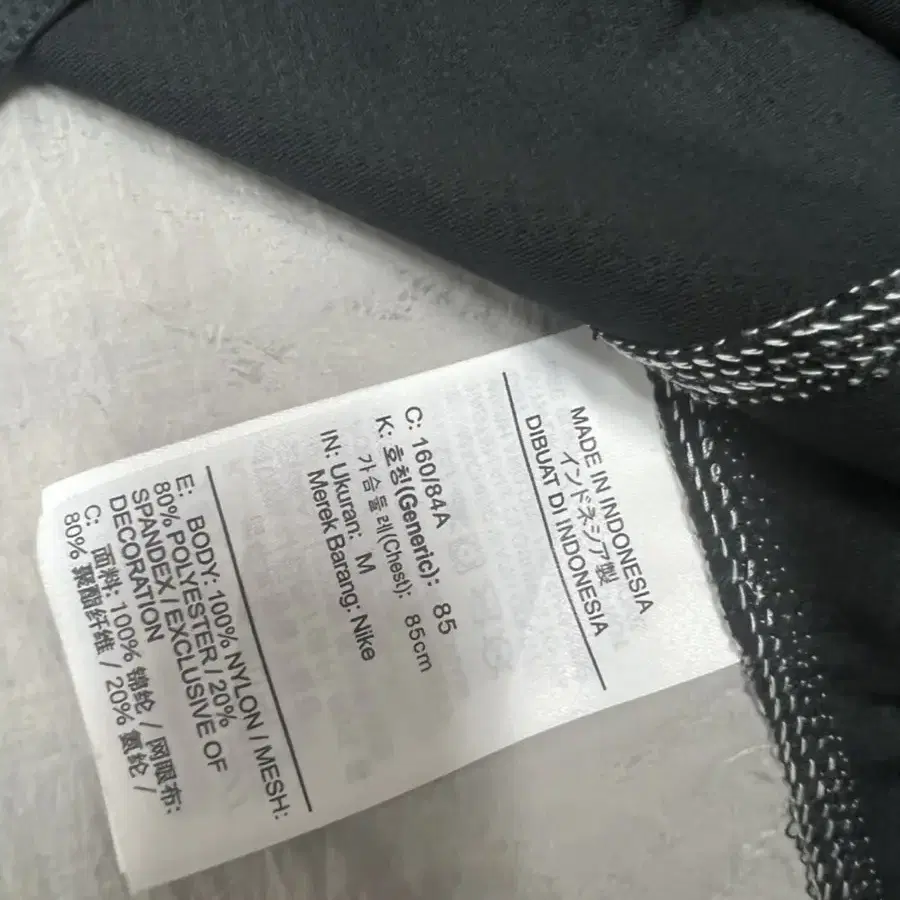 MADE IN INDONESIA
インドネシア製
DIBUAT DI INDONESIA
C: 160/84A
K: 호칭(Generic): 85
가슴둘레(Chest): 85cm
IN: Ukuran: M
Merek Barang: Nike
E: BODY: 100% NYLON / MESH:
80% POLYESTER / 20%
SPANDEX / EXCLUSIVE OF
DECORATION
C: 面料: 100% 锦纶 / 网眼布:
80% 聚酯纤维 / 20% 氨纶 /